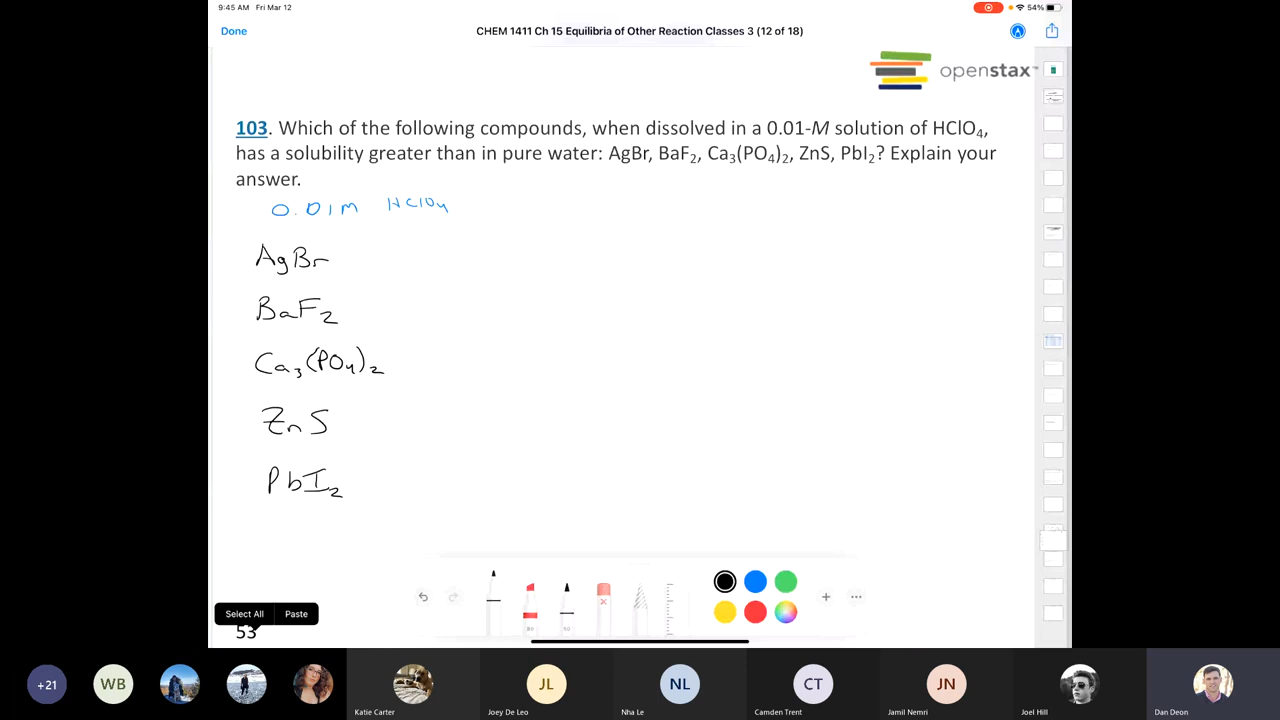 9:45 AM Fri Mar 12
54%
Done
CHEM 1411 Ch 15 Equilibria of Other Reaction Classes 3 (12 of 18)
openstax™
103. Which of the following compounds, when dissolved in a 0.01-M solution of HClO₄,
has a solubility greater than in pure water: AgBr, BaF₂, Ca₃(PO₄)₂, ZnS, PbI₂? Explain your
answer.
0.01M HClO₄
AgBr
BaF₂
Ca₃(PO₄)₂
ZnS
PbI₂
Select All Paste
53
+21
WB
Katie Carter
JL
Joey De Leo
NL
Nha Le
CT
Camden Trent
JN
Jamil Nemri
Joel Hill
Dan Deon